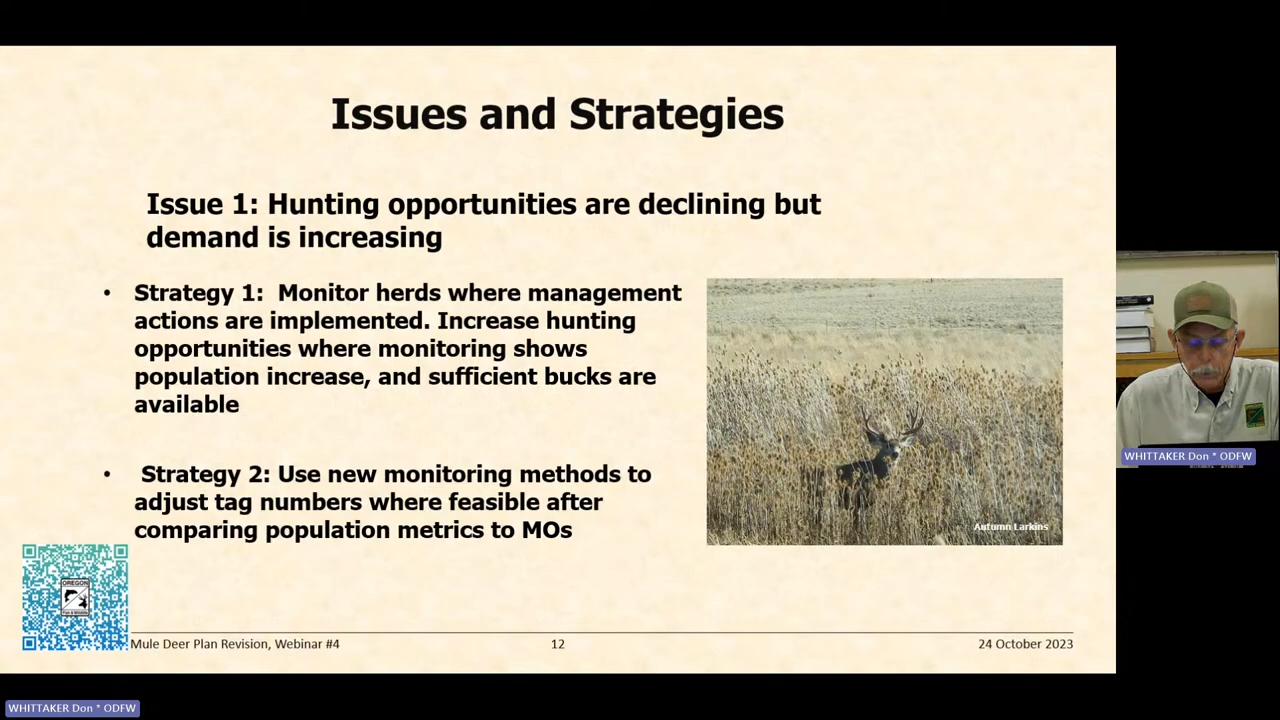 Issues and Strategies
Issue 1: Hunting opportunities are declining but
demand is increasing
• Strategy 1: Monitor herds where management
actions are implemented. Increase hunting
opportunities where monitoring shows
population increase, and sufficient bucks are
available
• Strategy 2: Use new monitoring methods to
adjust tag numbers where feasible after
comparing population metrics to MOs
Autumn Larkins
OREGON
Fish & Wildlife
Mule Deer Plan Revision, Webinar #4
12
24 October 2023
WHITTAKER Don * ODFW
WHITTAKER Don * ODFW